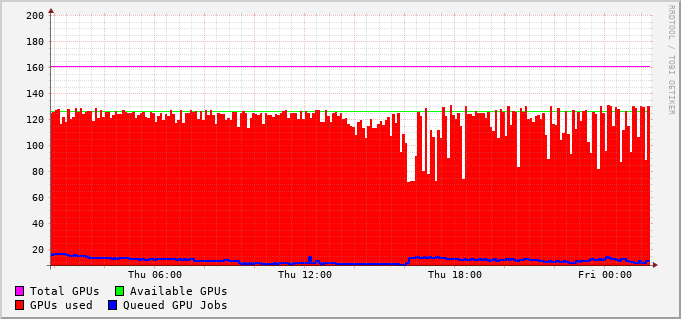 200
180
160
140
120
100
80
60
40
20
Thu 06:00 Thu 12:00 Thu 18:00 Fri 00:00
Total GPUs Available GPUs
GPUs used Queued GPU Jobs
RRDTOOL / TOBI OETIKER